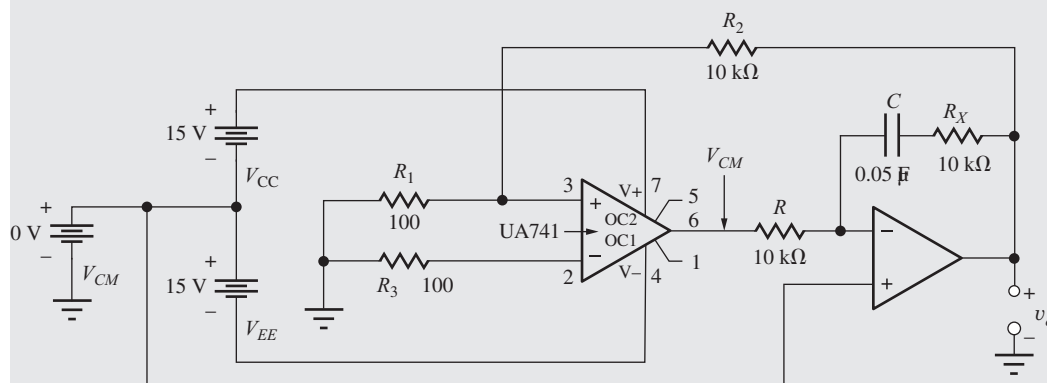 R2
10 kΩ
+
15 V
−
VCC
C
RX
0.05 μF
10 kΩ
VCM
R1
100
3
+
V+
7
5
OC2
6
UA741
OC1
1
−
2
V−
4
R3
100
R
10 kΩ
−
+
+
0 V
−
VCM
+
15 V
−
VEE
+
−